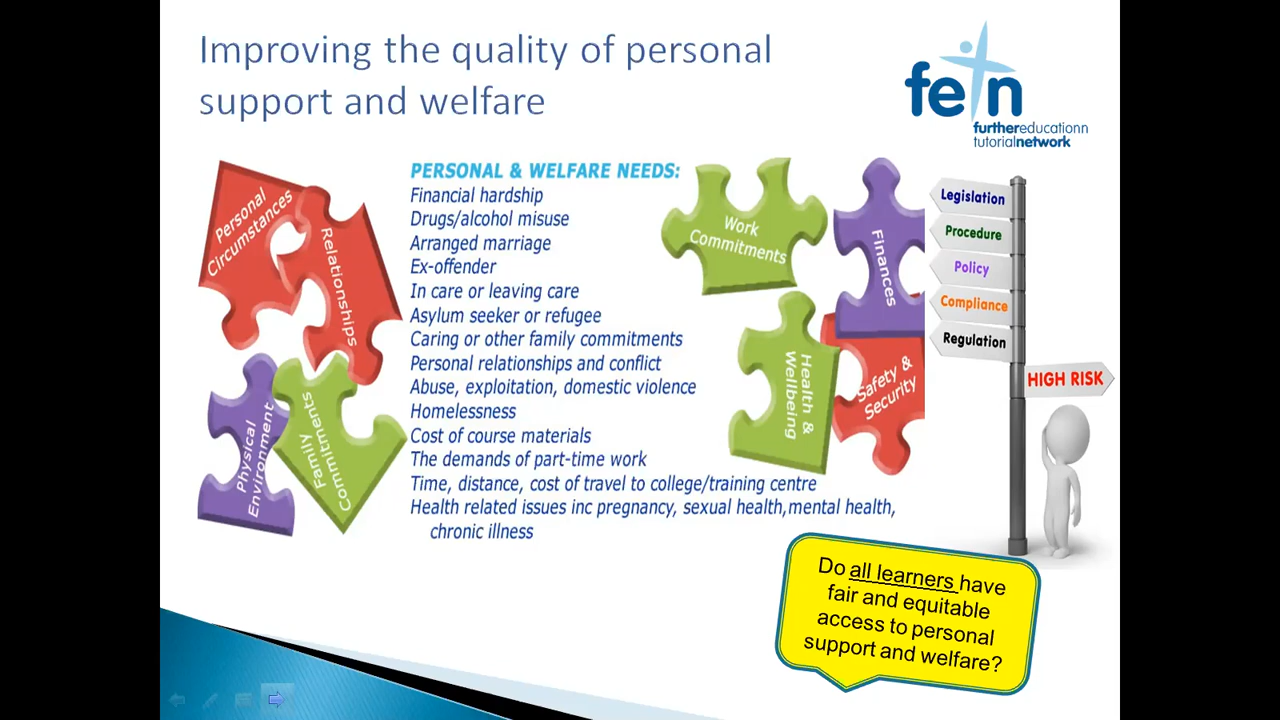 Improving the quality of personal
support and welfare
fetn
furthereducationn
tutorialnetwork
Personal
Circumstances
Relationships
Physical
Environment
Family
Commitments
PERSONAL & WELFARE NEEDS:
Financial hardship
Drugs/alcohol misuse
Arranged marriage
Ex-offender
In care or leaving care
Asylum seeker or refugee
Caring or other family commitments
Personal relationships and conflict
Abuse, exploitation, domestic violence
Homelessness
Cost of course materials
The demands of part-time work
Time, distance, cost of travel to college/training centre
Health related issues inc pregnancy, sexual health,mental health,
chronic illness
Work
Commitments
Finances
Health &
Wellbeing
Safety &
Security
Legislation
Procedure
Policy
Compliance
Regulation
HIGH RISK
Do all learners have
fair and equitable
access to personal
support and welfare?